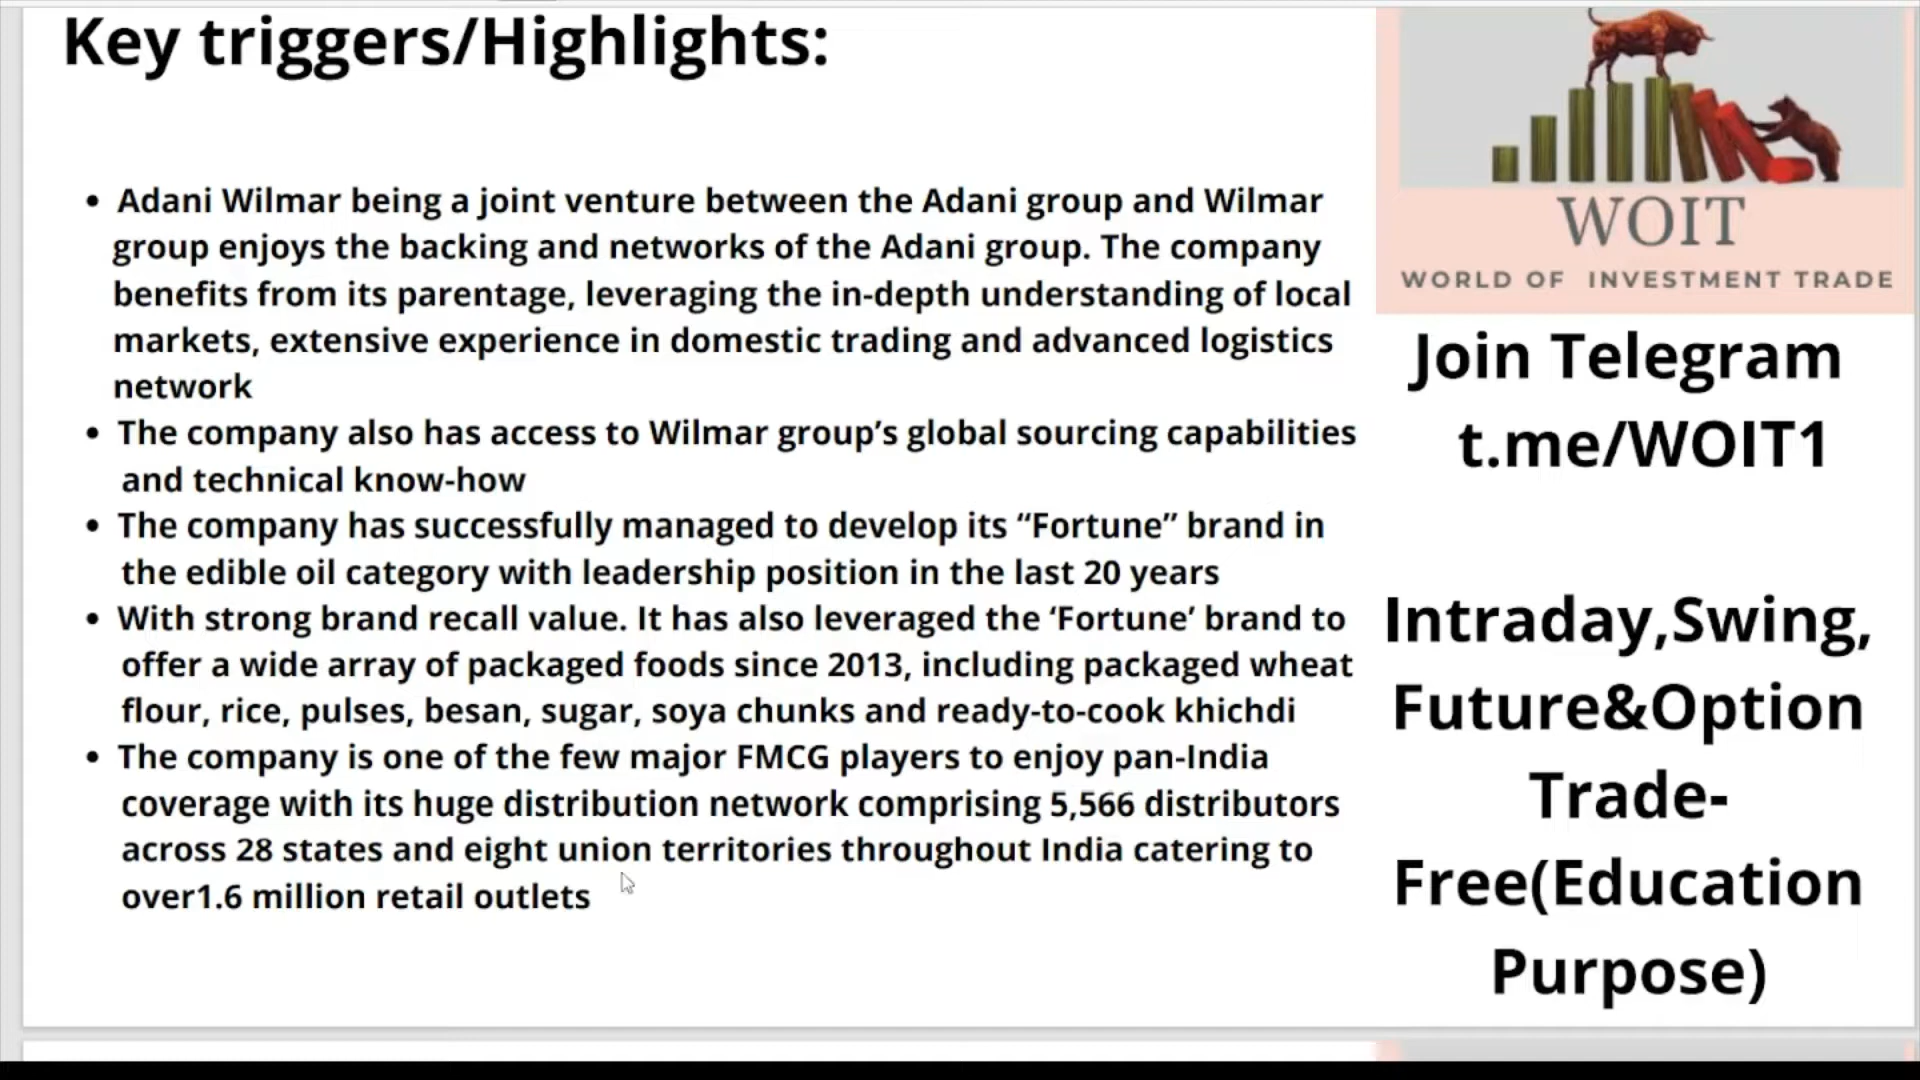 Key triggers/Highlights:
• Adani Wilmar being a joint venture between the Adani group and Wilmar
group enjoys the backing and networks of the Adani group. The company
benefits from its parentage, leveraging the in-depth understanding of local
markets, extensive experience in domestic trading and advanced logistics
network
• The company also has access to Wilmar group’s global sourcing capabilities
and technical know-how
• The company has successfully managed to develop its “Fortune” brand in
the edible oil category with leadership position in the last 20 years
• With strong brand recall value. It has also leveraged the ‘Fortune’ brand to
offer a wide array of packaged foods since 2013, including packaged wheat
flour, rice, pulses, besan, sugar, soya chunks and ready-to-cook khichdi
• The company is one of the few major FMCG players to enjoy pan-India
coverage with its huge distribution network comprising 5,566 distributors
across 28 states and eight union territories throughout India catering to
over1.6 million retail outlets
WOIT
WORLD OF INVESTMENT TRADE
Join Telegram
t.me/WOIT1
Intraday,Swing,
Future&Option
Trade-
Free(Education
Purpose)